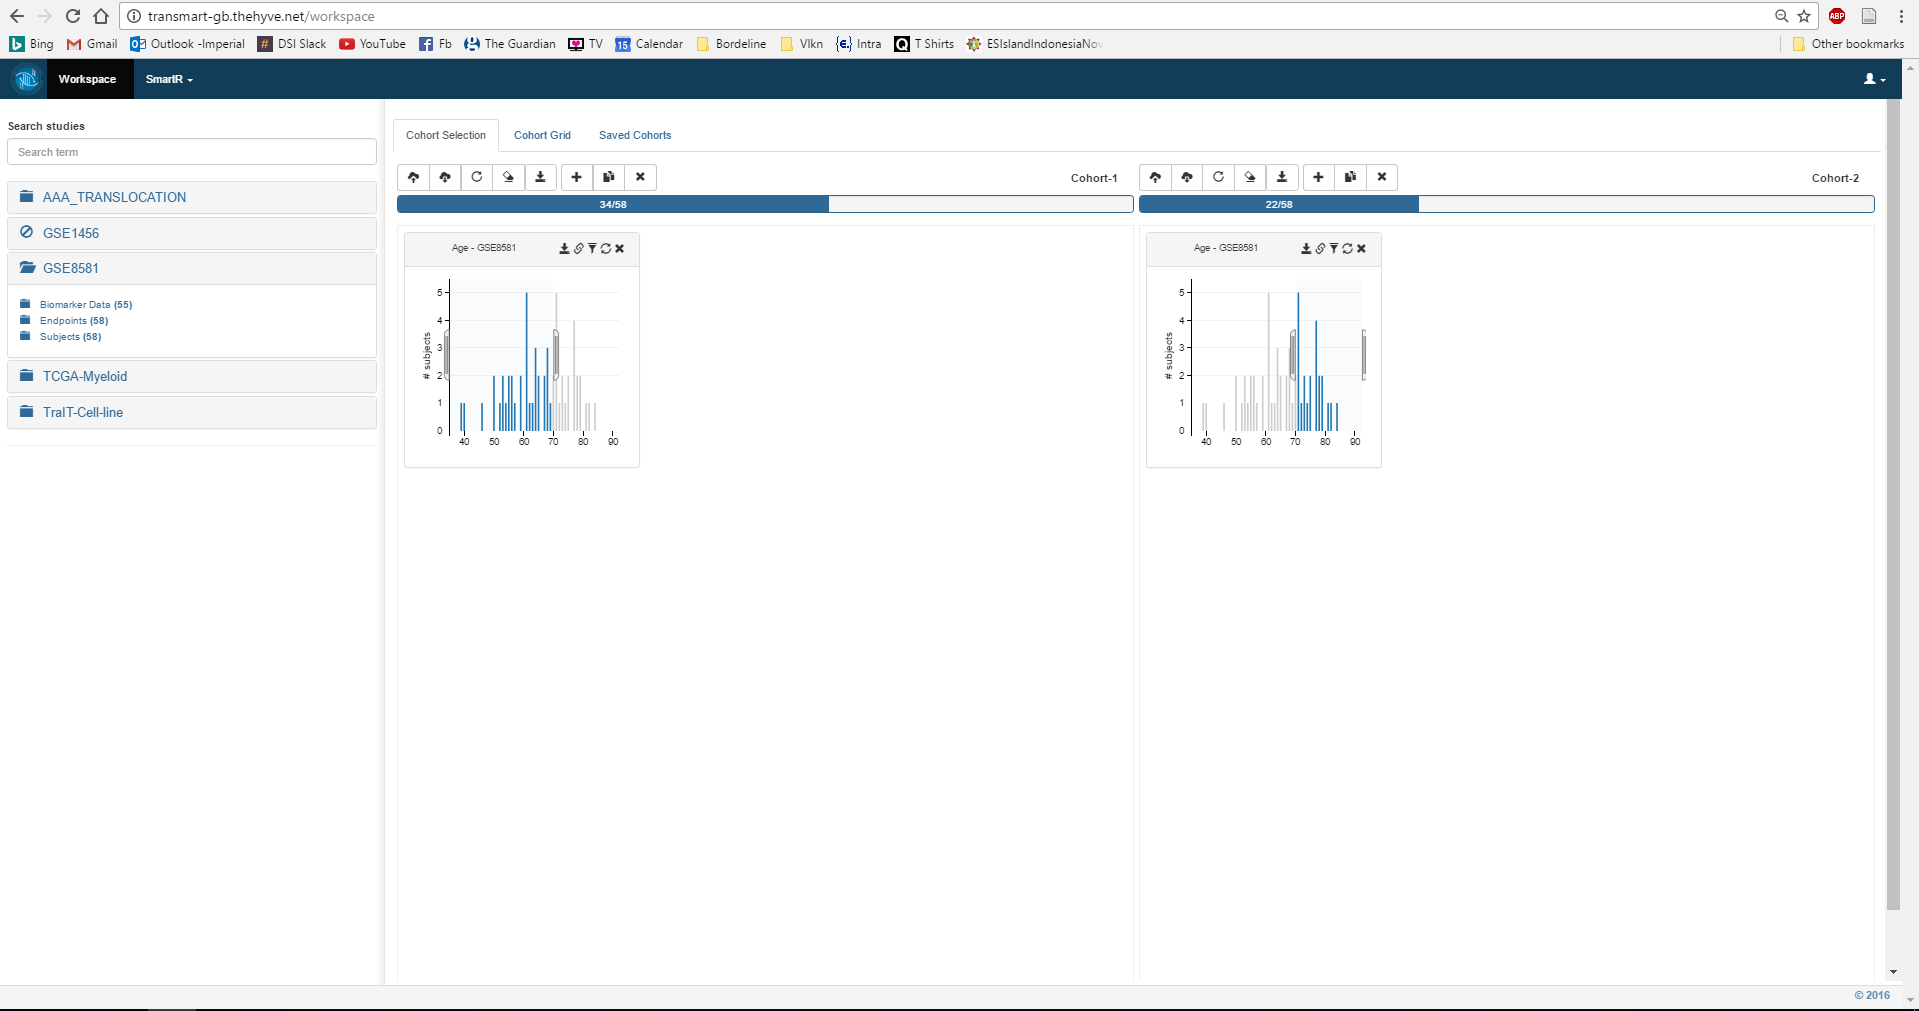 transmart-gb.thehyve.net/workspace
ABP
Bing Gmail Outlook -Imperial # DSI Slack YouTube Fb The Guardian TV 15 Calendar Bordeline Vlkn Intra Q T Shirts ESIslandIndonesiaNov Other bookmarks
Workspace SmartR
Search studies
Search term
AAA_TRANSLOCATION
GSE1456
GSE8581
Biomarker Data (55)
Endpoints (58)
Subjects (58)
TCGA-Myeloid
TraIT-Cell-line
Cohort Selection Cohort Grid Saved Cohorts
Cohort-1
34/58
Age - GSE8581
# subjects
5
4
3
2
1
0
40 50 60 70 80 90
Cohort-2
22/58
Age - GSE8581
# subjects
5
4
3
2
1
0
40 50 60 70 80 90
© 2016